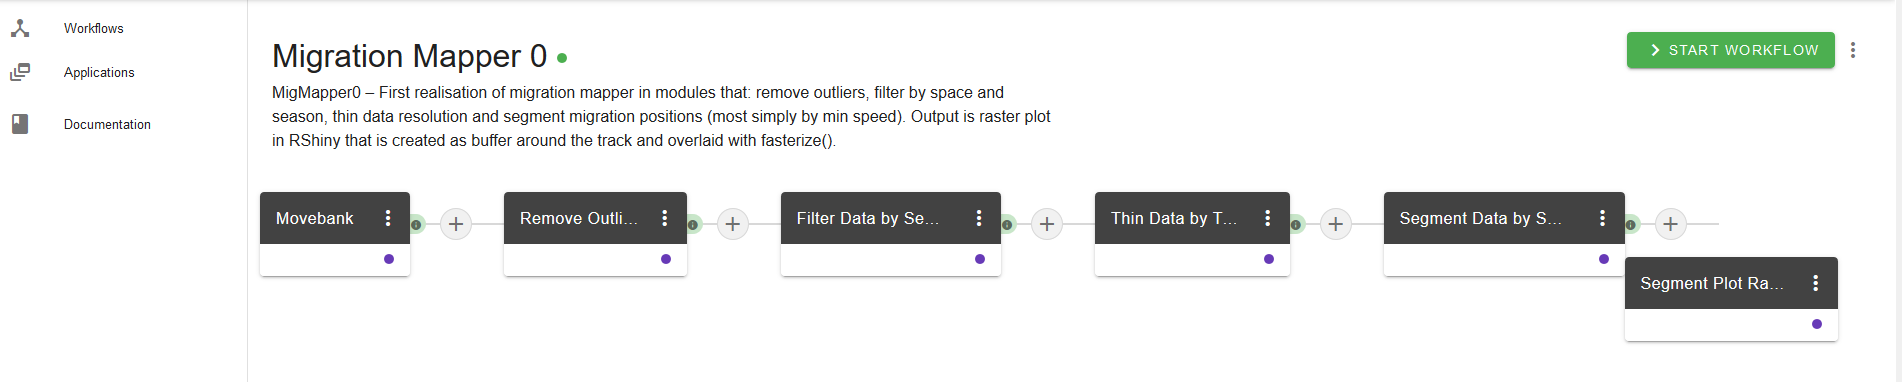 Workflows
Applications
Documentation
Migration Mapper 0
START WORKFLOW
MigMapper0 – First realisation of migration mapper in modules that: remove outliers, filter by space and
season, thin data resolution and segment migration positions (most simply by min speed). Output is raster plot
in RShiny that is created as buffer around the track and overlaid with fasterize().
Movebank
Remove Outli...
Filter Data by Se...
Thin Data by T...
Segment Data by S...
Segment Plot Ra...